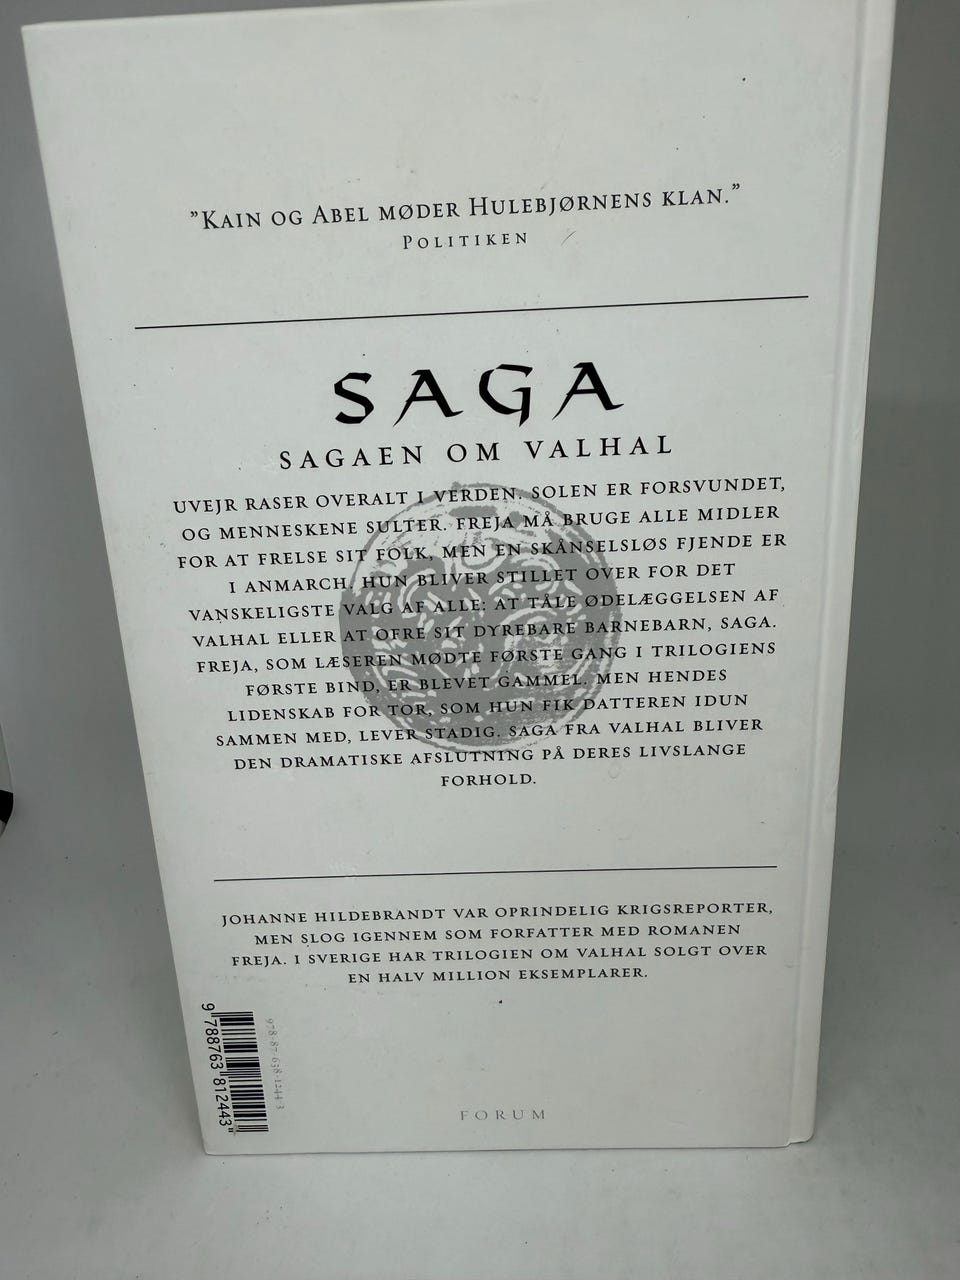 ”KAIN OG ABEL MØDER HULEBJØRNENS KLAN.”
POLITIKEN
SAGA
SAGAEN OM VALHAL
UVEJR RASER OVERALT I VERDEN. SOLEN ER FORSVUNDET,
OG MENNESKENE SULTER. FREJA MÅ BRUGE ALLE MIDLER
FOR AT FRELSE SIT FOLK, MEN EN SKÅNSELSLØS FJENDE ER
I ANMARCH. HUN BLIVER STILLET OVER FOR DET
VANSKELIGSTE VALG AF ALLE: AT TÅLE ØDELÆGGELSEN AF
VALHAL ELLER AT OFRE SIT DYREBARE BARNEBARN, SAGA.
FREJA, SOM LÆSEREN MØDTE FØRSTE GANG I TRILOGIENS
FØRSTE BIND, ER BLEVET GAMMEL. MEN HENDES
LIDENSKAB FOR TOR, SOM HUN FIK DATTEREN IDUN
SAMMEN MED, LEVER STADIG. SAGA FRA VALHAL BLIVER
DEN DRAMATISKE AFSLUTNING PÅ DERES LIVSLANGE
FORHOLD.
JOHANNE HILDEBRANDT VAR OPRINDELIG KRIGSREPORTER,
MEN SLOG IGENNEM SOM FORFATTER MED ROMANEN
FREJA. I SVERIGE HAR TRILOGIEN OM VALHAL SOLGT OVER
EN HALV MILLION EKSEMPLARER.
978-87-638-1244-3
9 788763 812443
FORUM